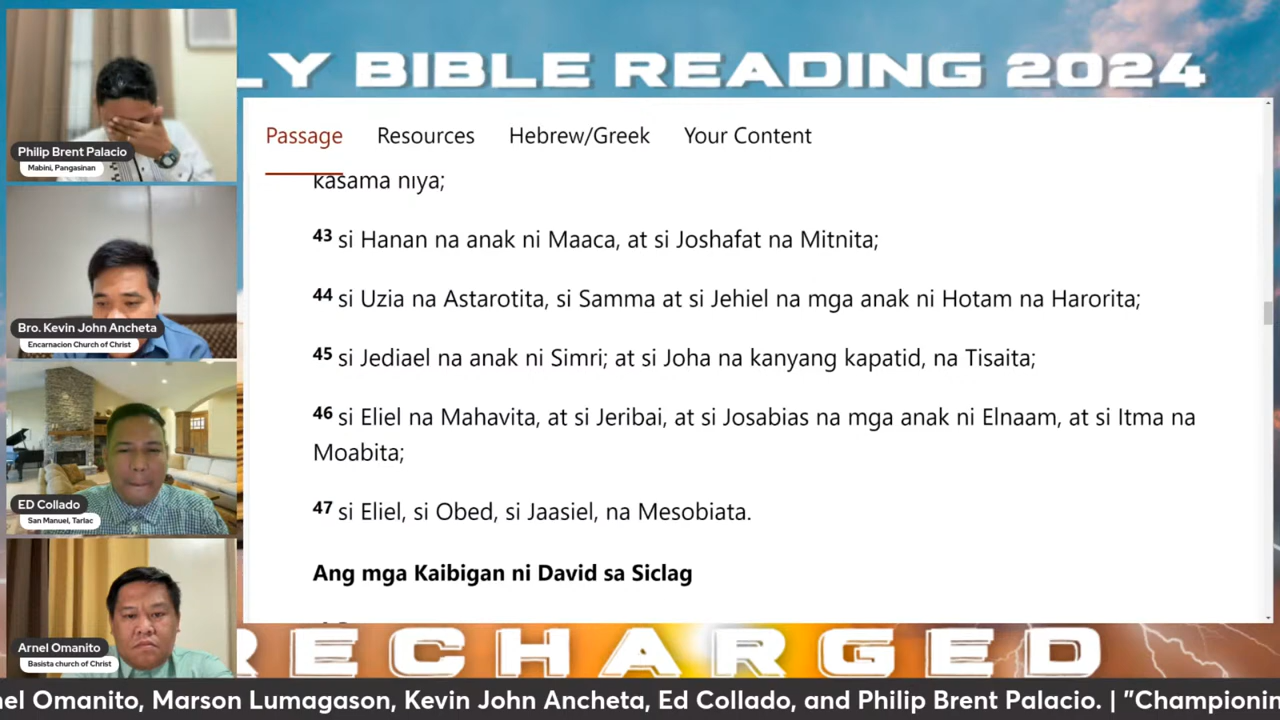 LY BIBLE READING 2024
Passage Resources Hebrew/Greek Your Content
kasama niya;
43 si Hanan na anak ni Maaca, at si Joshafat na Mitnita;
44 si Uzia na Astarotita, si Samma at si Jehiel na mga anak ni Hotam na Harorita;
45 si Jediael na anak ni Simri; at si Joha na kanyang kapatid, na Tisaita;
46 si Eliel na Mahavita, at si Jeribai, at si Josabias na mga anak ni Elnaam, at si Itma na
Moabita;
47 si Eliel, si Obed, si Jaasiel, na Mesobiata.
Ang mga Kaibigan ni David sa Siclag
Philip Brent Palacio
Mabini, Pangasinan
Bro. Kevin John Ancheta
Encarnacion Church of Christ
ED Collado
San Manuel, Tarlac
Arnel Omanito
Basista church of Christ
RECHARGED
nel Omanito, Marson Lumagason, Kevin John Ancheta, Ed Collado, and Philip Brent Palacio. | "Championin